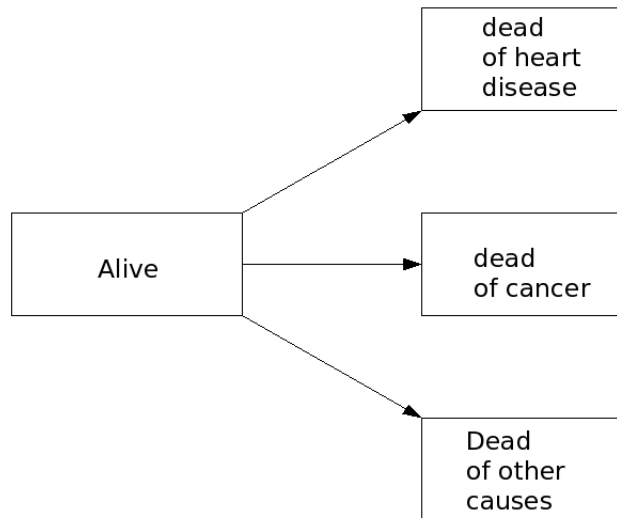 dead
of heart
disease
Alive
dead
of cancer
Dead
of other
causes